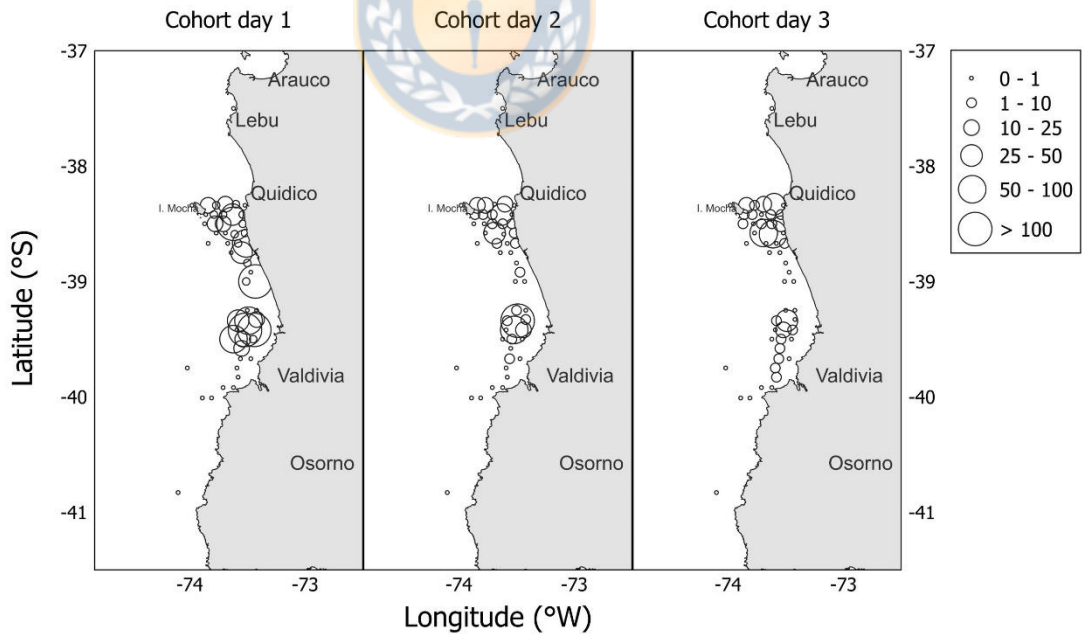 Cohort day 1
Cohort day 2
Cohort day 3
-37
-38
-39
-40
-41
Latitude (°S)
Arauco
Lebu
Quidico
I. Mocha
Valdivia
Osorno
Arauco
Lebu
Quidico
I. Mocha
Valdivia
Osorno
Arauco
Lebu
Quidico
I. Mocha
Valdivia
Osorno
-37
-38
-39
-40
-41
0 - 1
1 - 10
10 - 25
25 - 50
50 - 100
> 100
-74
-73
-74
-73
-74
-73
Longitude (°W)